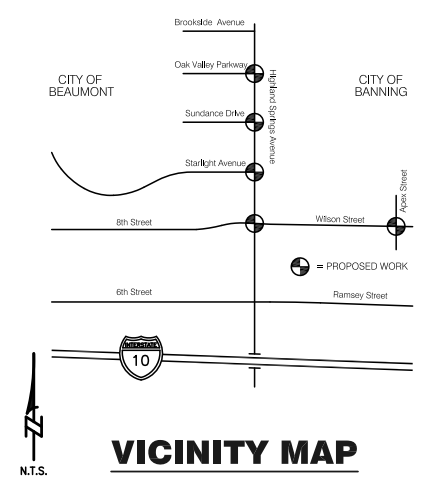 Brookside Avenue
Oak Valley Parkway
Highland Springs Avenue
CITY OF
BEAUMONT
CITY OF
BANNING
Sundance Drive
Starlight Avenue
Apex Street
8th Street
Wilson Street
= PROPOSED WORK
6th Street
Ramsey Street
INTERSTATE
10
N
N.T.S.
VICINITY MAP